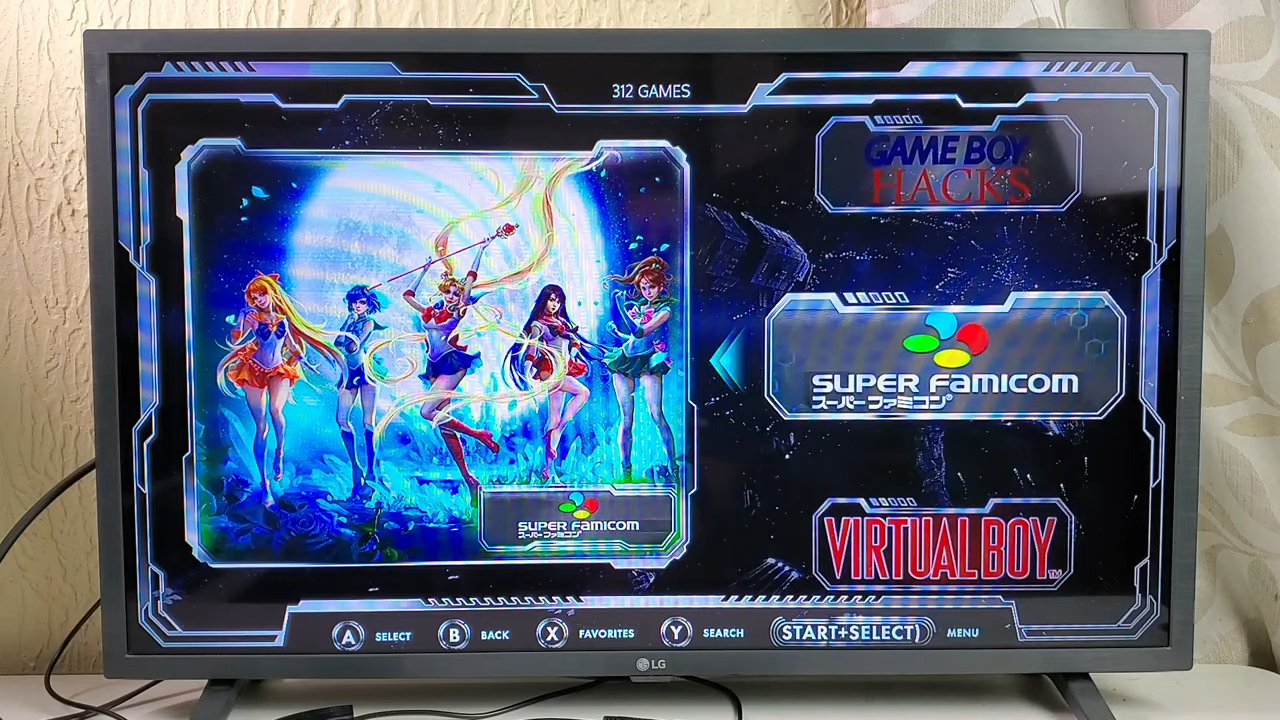 312 GAMES
GAME BOY
HACKS
SUPER FAMICOM
スーパーファミコン®
SUPER FAMICOM
スーパーファミコン
VIRTUAL BOY™
A SELECT B BACK X FAVORITES Y SEARCH START+SELECT) MENU
LG